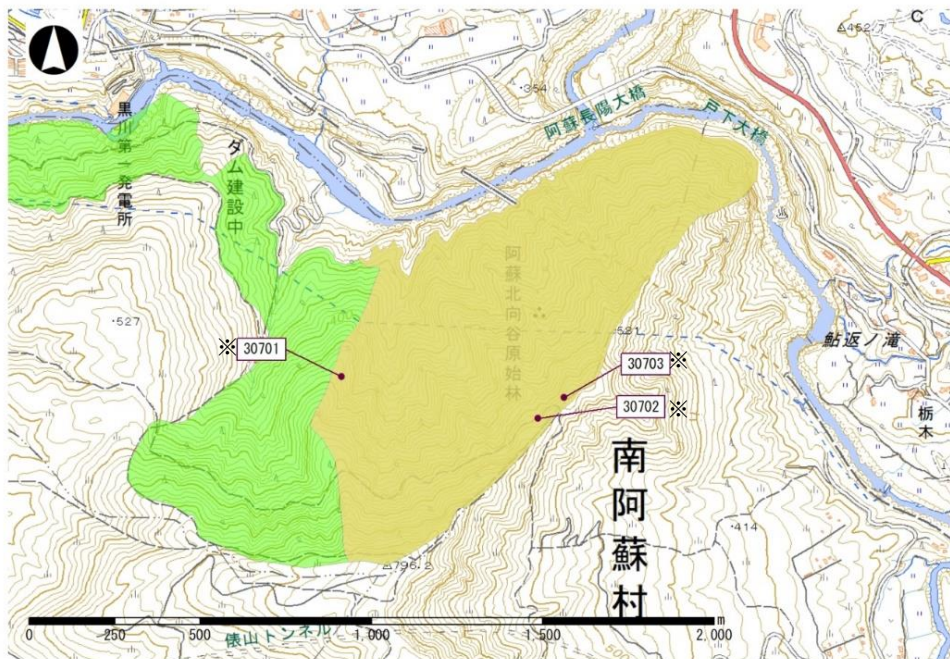 C
452.7
354
阿蘇長陽大橋
戸下大橋
黒川第一発電所
ダム建設中
阿蘇北向谷原始林
527
521
※ 30701
30703 ※
30702 ※
鮎返ノ滝
栃木
南阿蘇村
414
796.2
0 250 500 1,000 1,500 2,000 m
俵山トンネル
500